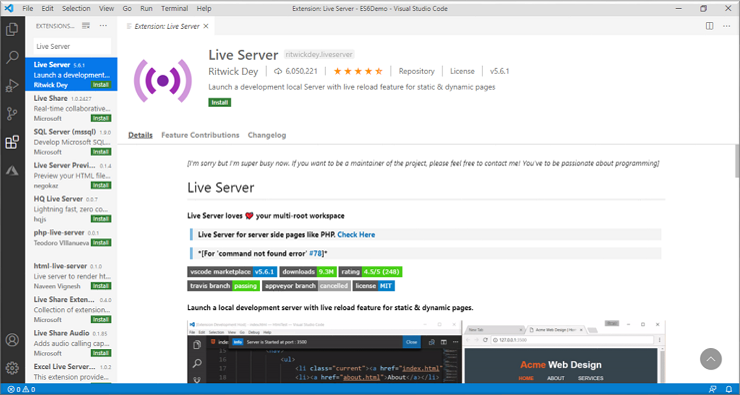 File Edit Selection View Go Run Terminal Help
Extension: Live Server - ES6Demo - Visual Studio Code
EXTENSIONS...
Extension: Live Server
Live Server
Live Server 5.6.1
Launch a development...
Ritwick Dey Install
Live Share 1.0.2427
Real-time collaborative...
Microsoft Install
SQL Server (mssql) 1.9.0
Develop Microsoft SQL...
Microsoft Install
Live Server Previ... 0.1.4
Preview your HTML file...
negokaz Install
HQ Live Server 0.0.7
Lightning fast, zero co...
hqjs Install
php-live-server 0.0.1
Teodoro VIllanueva Install
html-live-server 0.1.0
Live server to render ht...
Naveen Vignesh Install
Live Share Exten... 0.4.0
Collection of extension...
Microsoft Install
Live Share Audio 0.1.85
Adds audio calling cap...
Microsoft Install
Excel Live Server... 1.0.2
This extension provide...
0 0
Live Server ritwickdey.liveserver
Ritwick Dey 6,050,221 Repository License v5.6.1
Launch a development local Server with live reload feature for static & dynamic pages
Install
Details Feature Contributions Changelog
[I'm sorry but I'm super busy now. If you want to be a maintainer of the project, please feel free to contact me! You've to be passionate about programming]
Live Server
Live Server loves your multi-root workspace
Live Server for server side pages like PHP. Check Here
*[For 'command not found error' #78]*
vscode marketplace v5.6.1 downloads 9.3M rating 4.5/5 (248)
travis branch passing appveyor branch cancelled license MIT
Launch a local development server with live reload feature for static & dynamic pages.
Info Server is Started at port : 5500 Close
15 <nav>
16 <ul>
17 <li class="current"><a href="index.html"
18 <li><a href="about.html">About</a></li>
New Tab Acme Web Design
127.0.0.1:5500
Acme Web Design
HOME ABOUT SERVICES